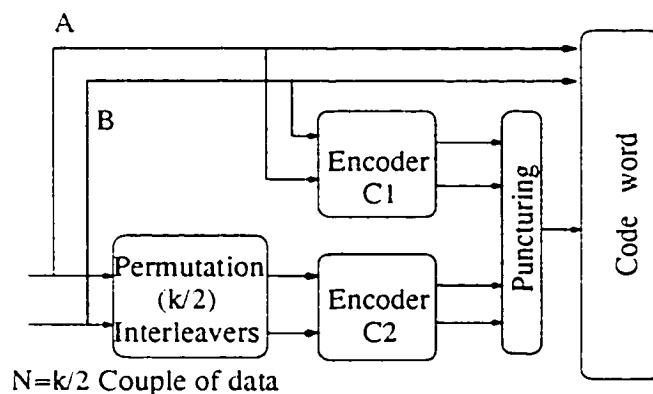 A
B
Encoder
C1
Permutation
(k/2)
Interleavers
Encoder
C2
Puncturing
Code word
N=k/2 Couple of data